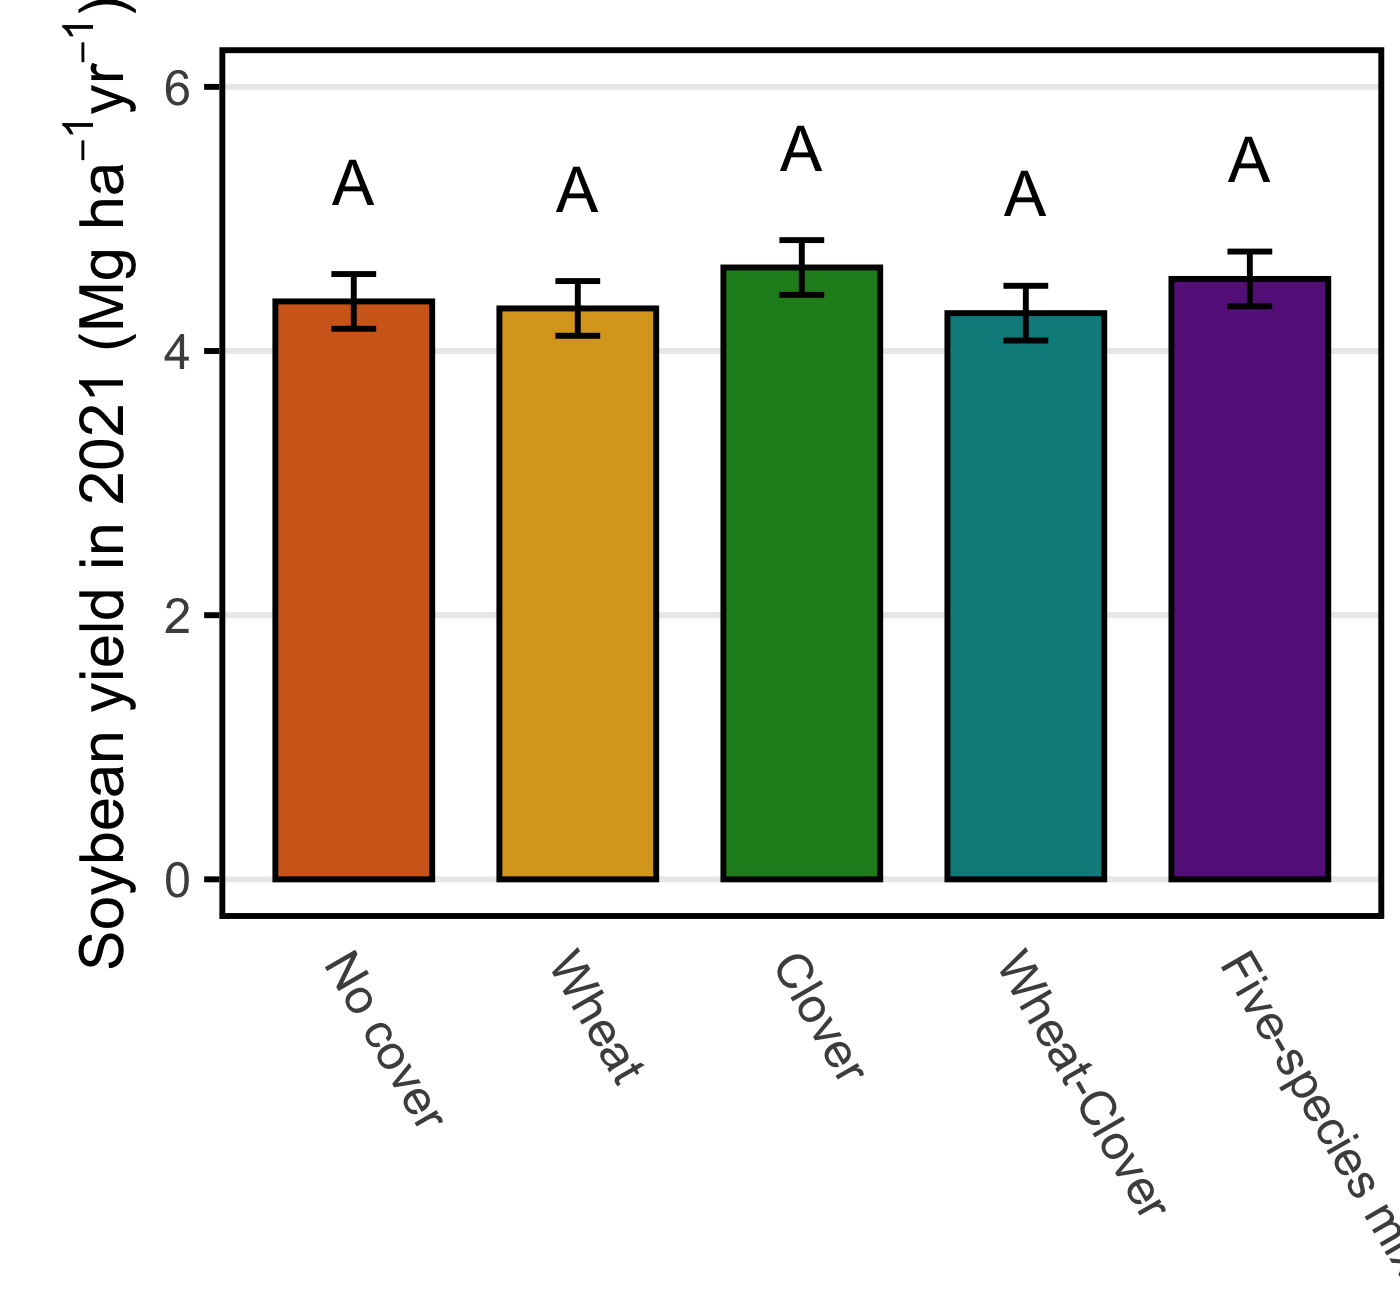 Soybean yield in 2021 (Mg ha⁻¹yr⁻¹)
6
4
2
0
A
A
A
A
A
No cover
Wheat
Clover
Wheat-Clover
Five-species mix